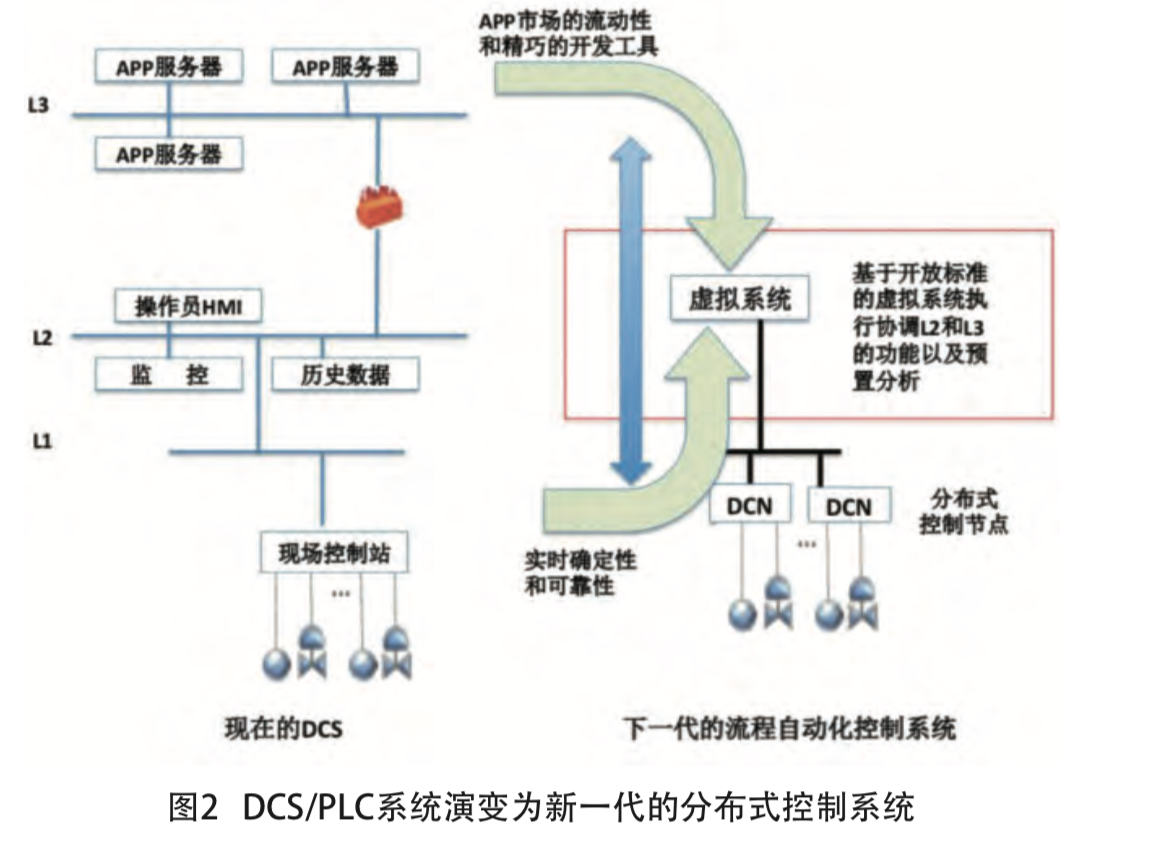 APP市场的流动性
和精巧的开发工具
APP服务器
APP服务器
L3
APP服务器
操作员HMI
L2
监 控
历史数据
L1
现场控制站
...
现在的DCS
虚拟系统
基于开放标准
的虚拟系统执
行协调L2和L3
的功能以及预
置分析
DCN
DCN
分布式
控制节点
...
实时确定性
和可靠性
下一代的流程自动化控制系统
图2 DCS/PLC系统演变为新一代的分布式控制系统